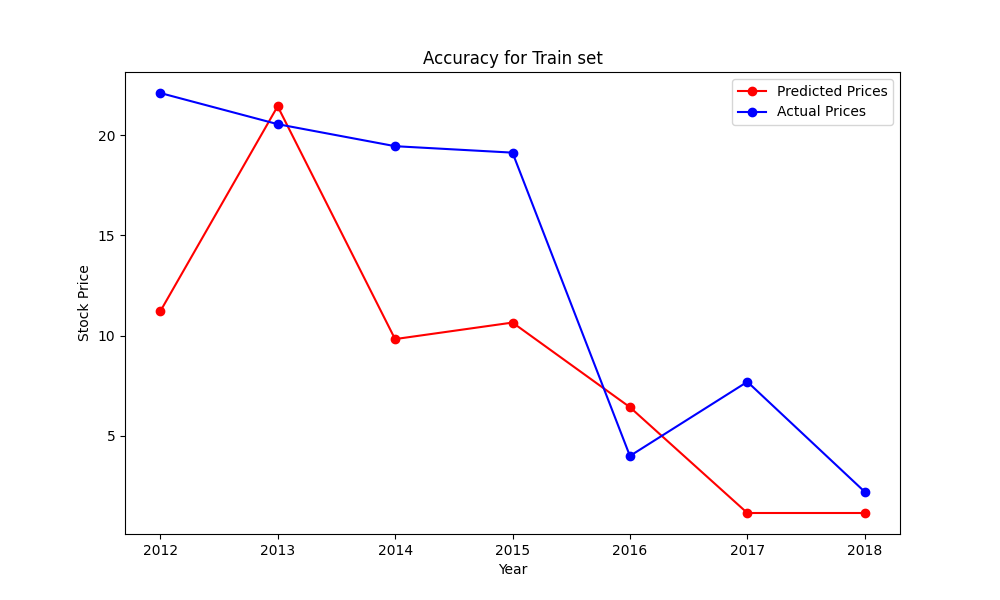 Accuracy for Train set
Predicted Prices
Actual Prices
Stock Price
20
15
10
5
2012 2013 2014 2015 2016 2017 2018
Year